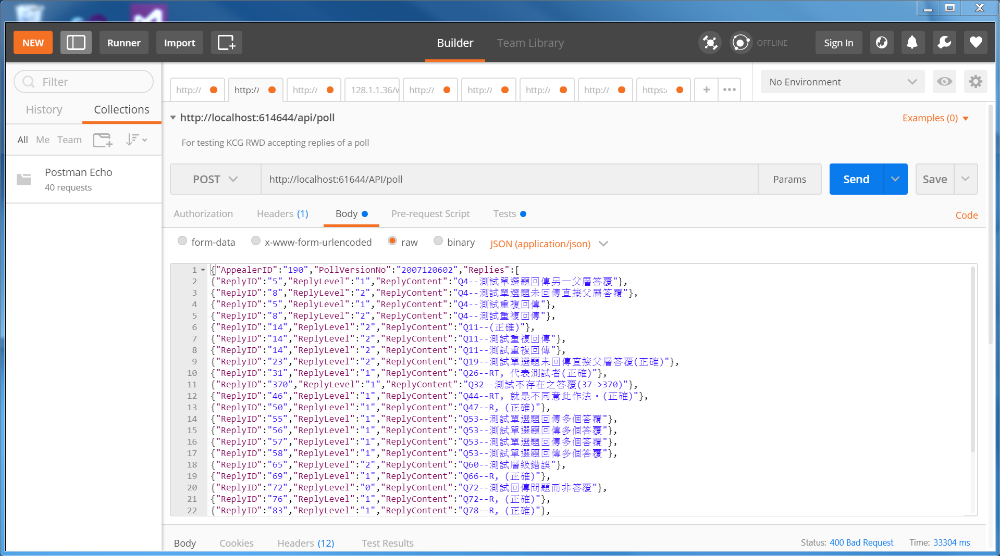 NEW Runner Import Builder Team Library OFFLINE Sign In
Filter
http:/ http:/ http:/ 128.1.1.36/ http:/ http:/ http:/ http:/ https:
No Environment
History Collections
All Me Team
Postman Echo
40 requests
http://localhost:614644/api/poll
Examples (0)
For testing KCG RWD accepting replies of a poll
POST http://localhost:61644/API/poll Params Send Save
Authorization Headers (1) Body Pre-request Script Tests Code
form-data x-www-form-urlencoded raw binary JSON (application/json)
1 {"AppealerID":"190","PollVersionNo":"2007120602","Replies":[
2 {"ReplyID":"5","ReplyLevel":"1","ReplyContent":"Q4--測試單選題回傳另一父層答覆"},
3 {"ReplyID":"8","ReplyLevel":"2","ReplyContent":"Q4--測試單選題未回傳直接父層答覆"},
4 {"ReplyID":"5","ReplyLevel":"1","ReplyContent":"Q4--測試重複回傳"},
5 {"ReplyID":"8","ReplyLevel":"2","ReplyContent":"Q4--測試重複回傳"},
6 {"ReplyID":"14","ReplyLevel":"2","ReplyContent":"Q11--(正確)"},
7 {"ReplyID":"14","ReplyLevel":"2","ReplyContent":"Q11--測試重複回傳"},
8 {"ReplyID":"14","ReplyLevel":"2","ReplyContent":"Q11--測試重複回傳"},
9 {"ReplyID":"23","ReplyLevel":"2","ReplyContent":"Q19--測試單選題未回傳直接父層答覆(正確)"},
10 {"ReplyID":"31","ReplyLevel":"1","ReplyContent":"Q26--RT, 代表測試者(正確)"},
11 {"ReplyID":"370","ReplyLevel":"1","ReplyContent":"Q32--測試不存在之答覆(37->370)"},
12 {"ReplyID":"46","ReplyLevel":"1","ReplyContent":"Q44--RT, 就是不同意此作法。(正確)"},
13 {"ReplyID":"50","ReplyLevel":"1","ReplyContent":"Q47--R, (正確)"},
14 {"ReplyID":"55","ReplyLevel":"1","ReplyContent":"Q53--測試單選題回傳多個答覆"},
15 {"ReplyID":"56","ReplyLevel":"1","ReplyContent":"Q53--測試單選題回傳多個答覆"},
16 {"ReplyID":"57","ReplyLevel":"1","ReplyContent":"Q53--測試單選題回傳多個答覆"},
17 {"ReplyID":"58","ReplyLevel":"1","ReplyContent":"Q53--測試單選題回傳多個答覆"},
18 {"ReplyID":"65","ReplyLevel":"2","ReplyContent":"Q60--測試層級錯誤"},
19 {"ReplyID":"69","ReplyLevel":"1","ReplyContent":"Q66--R, (正確)"},
20 {"ReplyID":"72","ReplyLevel":"0","ReplyContent":"Q72--測試回傳問題而非答覆"},
21 {"ReplyID":"76","ReplyLevel":"1","ReplyContent":"Q72--R, (正確)"},
22 {"ReplyID":"83","ReplyLevel":"1","ReplyContent":"Q78--R, (正確)"},
Body Cookies Headers (12) Test Results Status: 400 Bad Request Time: 33304 ms